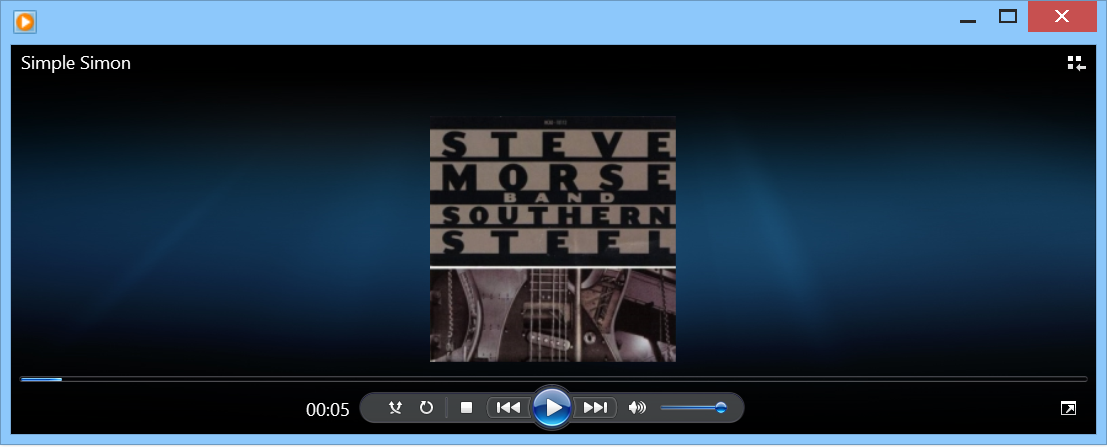 Simple Simon
STEVE
MORSE
BAND
SOUTHERN
STEEL
00:05